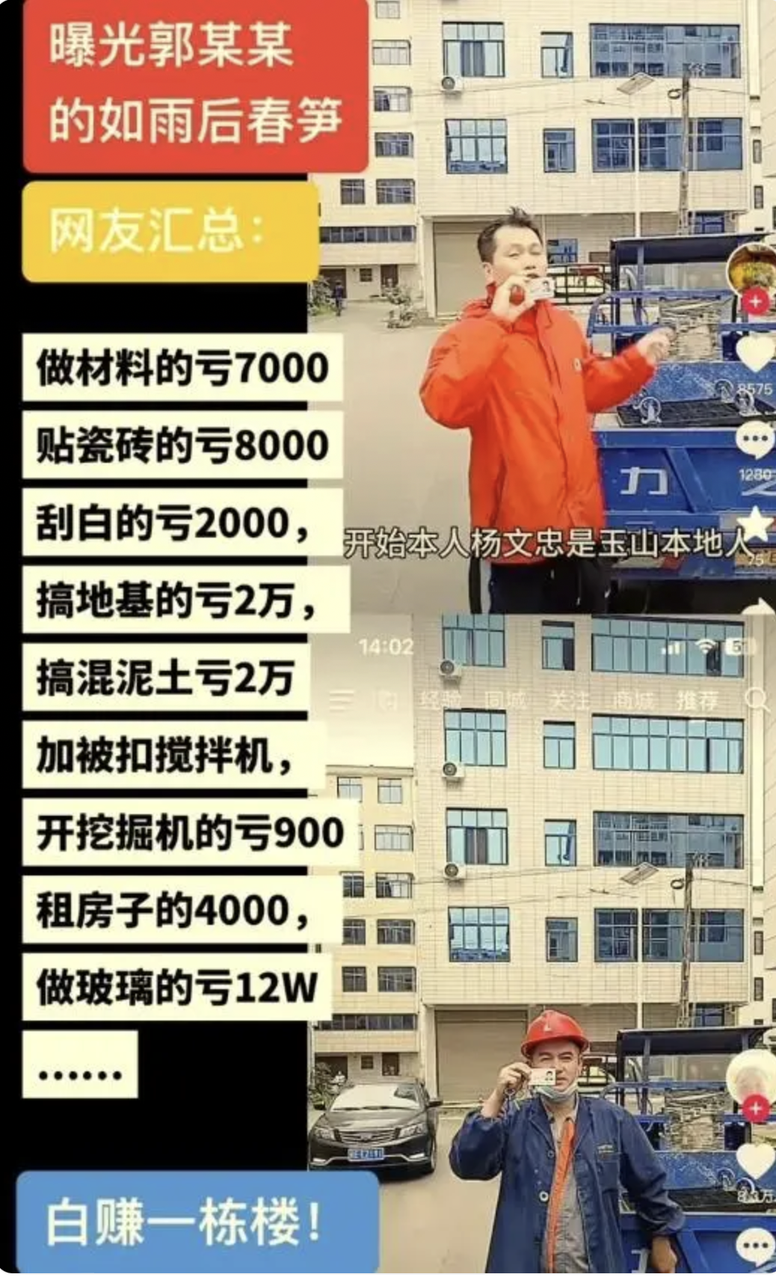 曝光郭某某
的如雨后春笋
网友汇总：
做材料的亏7000
贴瓷砖的亏8000
刮白的亏2000，
搞地基的亏2万，
搞混泥土亏2万
加被扣搅拌机，
开挖掘机的亏900
租房子的4000，
做玻璃的亏12W
……
白赚一栋楼！
8575
1280
力
开始本人杨文忠是玉山本地人
75
14:02
经验 同城 关注 商城 推荐